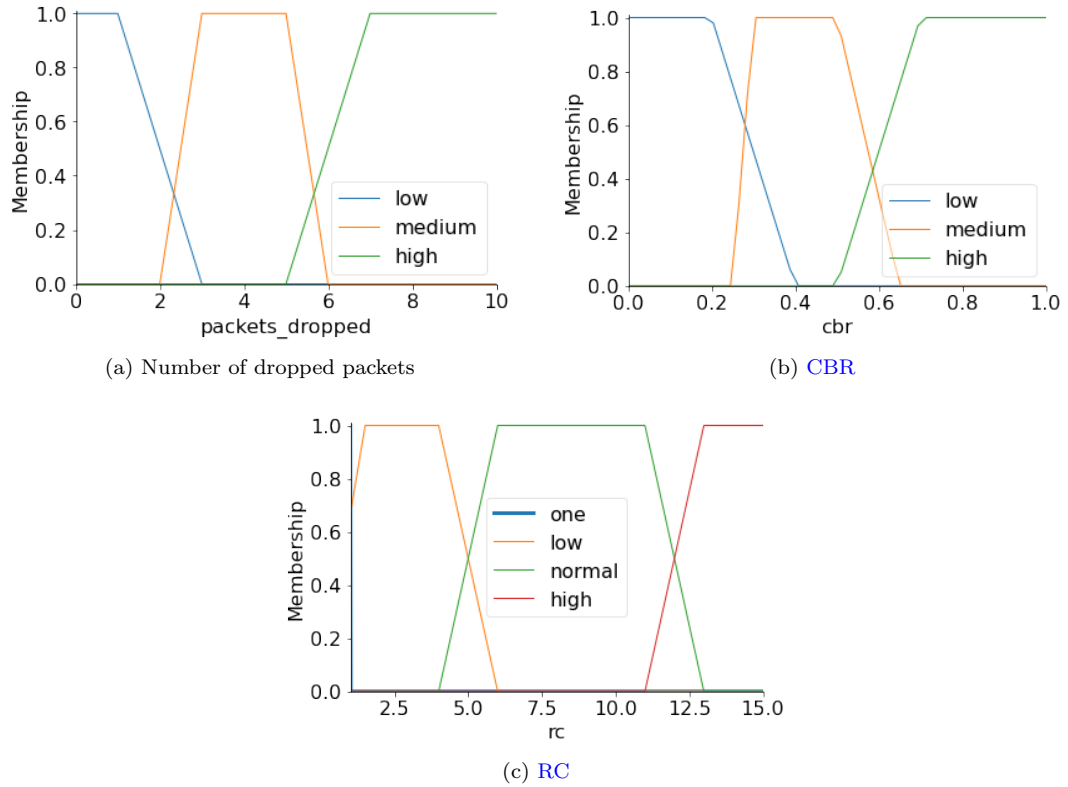 1.0
0.8
0.6
0.4
0.2
0.0
Membership
low
medium
high
0 2 4 6 8 10
packets_dropped
(a) Number of dropped packets
1.0
0.8
0.6
0.4
0.2
0.0
Membership
low
medium
high
0.0 0.2 0.4 0.6 0.8 1.0
cbr
(b) CBR
1.0
0.8
0.6
0.4
0.2
0.0
Membership
one
low
normal
high
2.5 5.0 7.5 10.0 12.5 15.0
rc
(c) RC